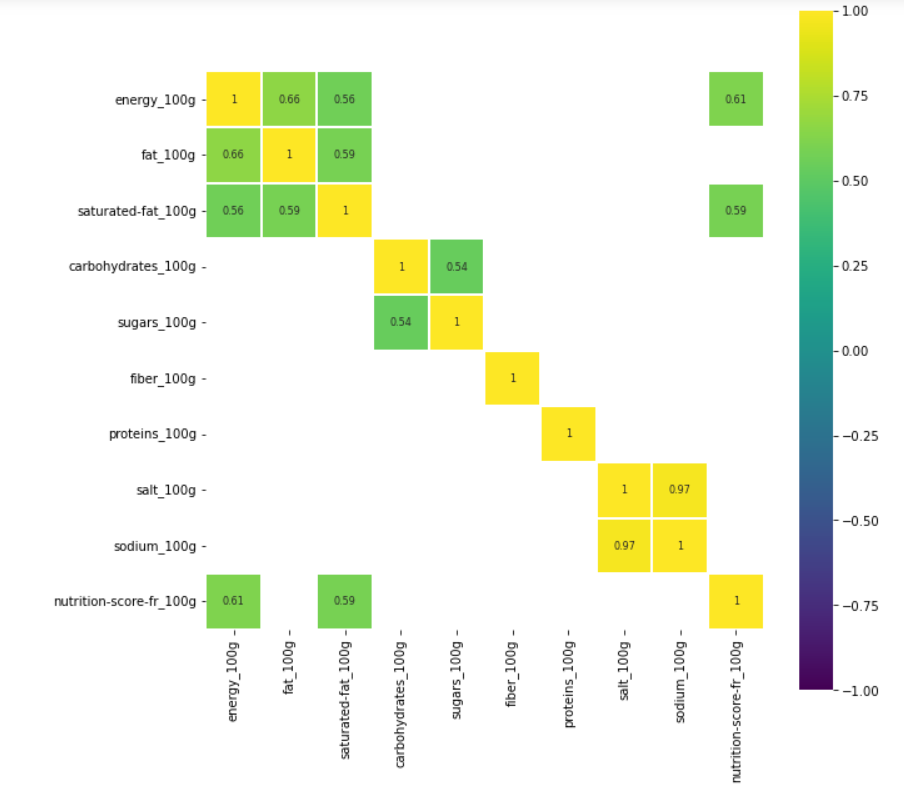 1.00
energy_100g
1
0.66
0.56
0.61
0.75
fat_100g
0.66
1
0.59
0.50
saturated-fat_100g
0.56
0.59
1
0.59
carbohydrates_100g
1
0.54
0.25
sugars_100g
0.54
1
0.00
fiber_100g
1
proteins_100g
1
−0.25
salt_100g
1
0.97
−0.50
sodium_100g
0.97
1
nutrition-score-fr_100g
0.61
0.59
1
−0.75
−1.00
energy_100g
fat_100g
saturated-fat_100g
carbohydrates_100g
sugars_100g
fiber_100g
proteins_100g
salt_100g
sodium_100g
nutrition-score-fr_100g